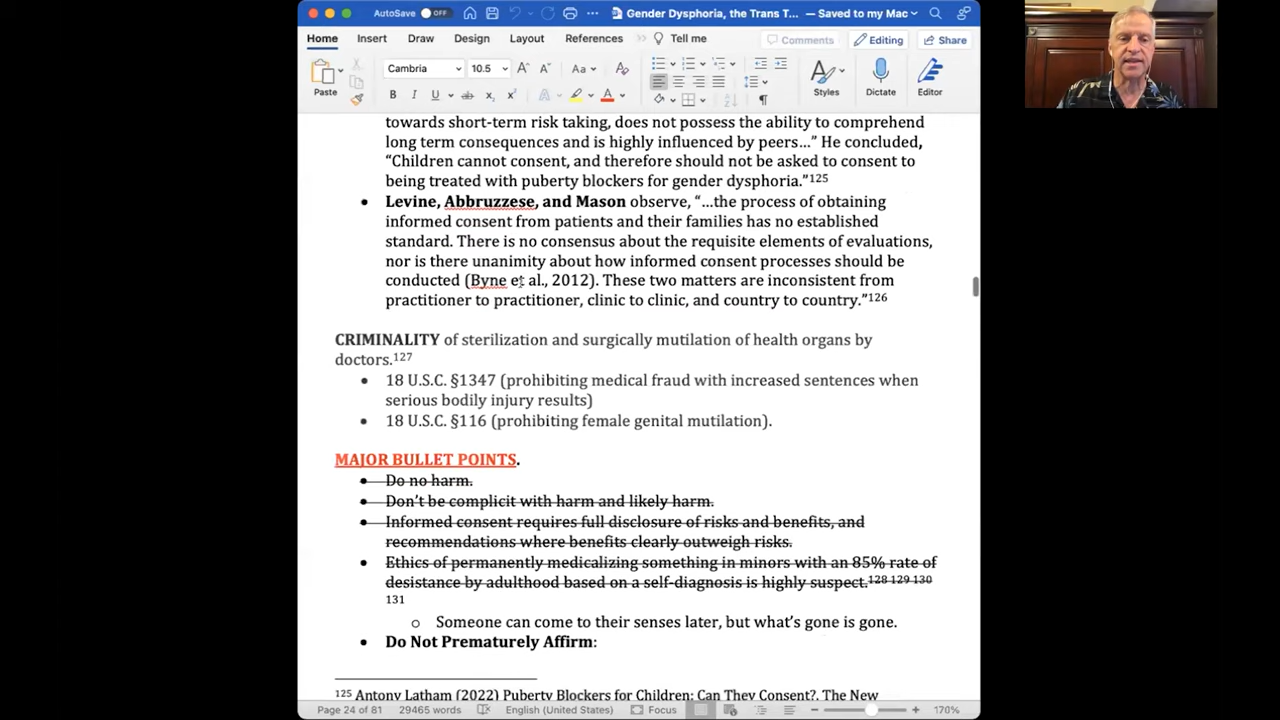 AutoSave OFF Gender Dysphoria, the Trans T... — Saved to my Mac
Home Insert Draw Design Layout References Tell me Comments Editing Share
Paste Cambria 10.5 A A Aa A Styles Dictate Editor
B I U ab x₂ x² A A
towards short-term risk taking, does not possess the ability to comprehend
long term consequences and is highly influenced by peers…” He concluded,
“Children cannot consent, and therefore should not be asked to consent to
being treated with puberty blockers for gender dysphoria.”125
• Levine, Abbruzzese, and Mason observe, “…the process of obtaining
informed consent from patients and their families has no established
standard. There is no consensus about the requisite elements of evaluations,
nor is there unanimity about how informed consent processes should be
conducted (Byne et al., 2012). These two matters are inconsistent from
practitioner to practitioner, clinic to clinic, and country to country.”126
CRIMINALITY of sterilization and surgically mutilation of health organs by
doctors.127
• 18 U.S.C. §1347 (prohibiting medical fraud with increased sentences when
serious bodily injury results)
• 18 U.S.C. §116 (prohibiting female genital mutilation).
MAJOR BULLET POINTS.
• Do no harm.
• Don’t be complicit with harm and likely harm.
• Informed consent requires full disclosure of risks and benefits, and
recommendations where benefits clearly outweigh risks.
• Ethics of permanently medicalizing something in minors with an 85% rate of
desistance by adulthood based on a self-diagnosis is highly suspect.128 129 130
131
o Someone can come to their senses later, but what’s gone is gone.
• Do Not Prematurely Affirm:
125 Antony Latham (2022) Puberty Blockers for Children: Can They Consent?, The New
Page 24 of 81 29465 words English (United States) Focus 170%